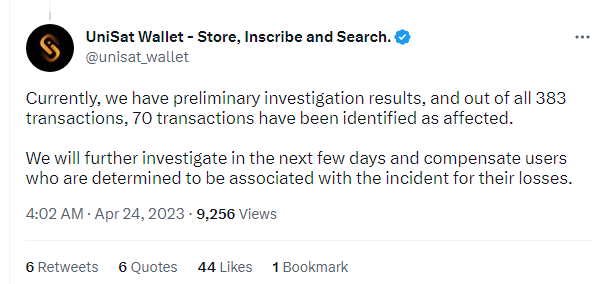 UniSat Wallet - Store, Inscribe and Search.
@unisat_wallet
Currently, we have preliminary investigation results, and out of all 383
transactions, 70 transactions have been identified as affected.
We will further investigate in the next few days and compensate users
who are determined to be associated with the incident for their losses.
4:02 AM · Apr 24, 2023 · 9,256 Views
6 Retweets 6 Quotes 44 Likes 1 Bookmark